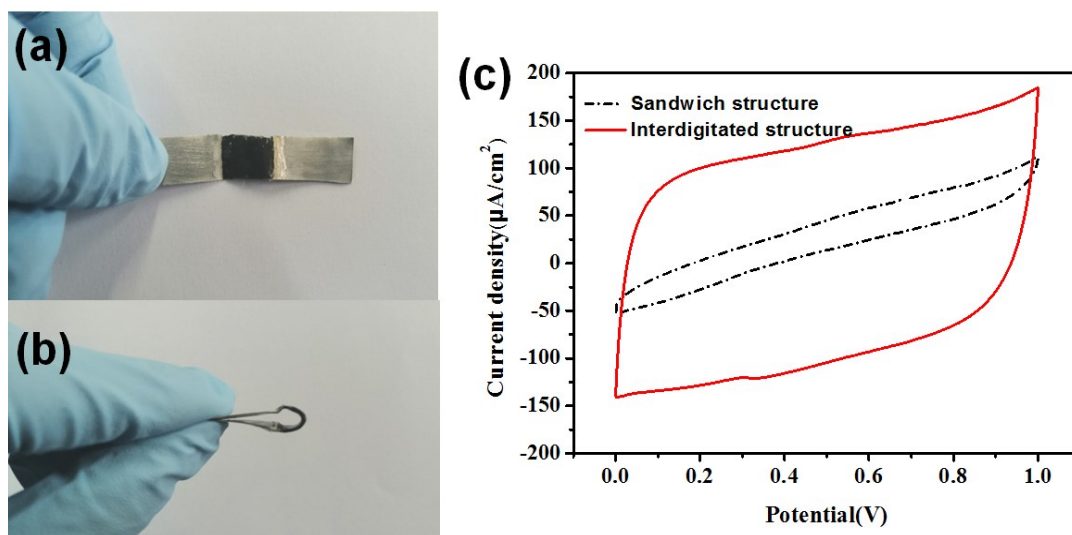 (a)
(b)
(c)
Sandwich structure
Interdigitated structure
Current density(μA/cm²)
200
150
100
50
0
-50
-100
-150
-200
0.0 0.2 0.4 0.6 0.8 1.0
Potential(V)